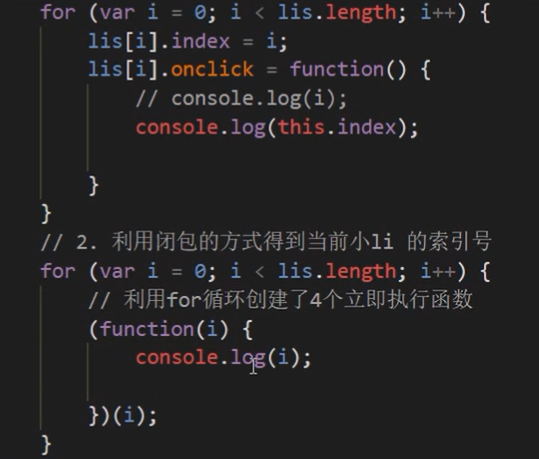 for (var i = 0; i < lis.length; i++) {
lis[i].index = i;
lis[i].onclick = function() {
// console.log(i);
console.log(this.index);
}
}
// 2. 利用闭包的方式得到当前小li 的索引号
for (var i = 0; i < lis.length; i++) {
// 利用for循环创建了4个立即执行函数
(function(i) {
console.log(i);
})(i);
}